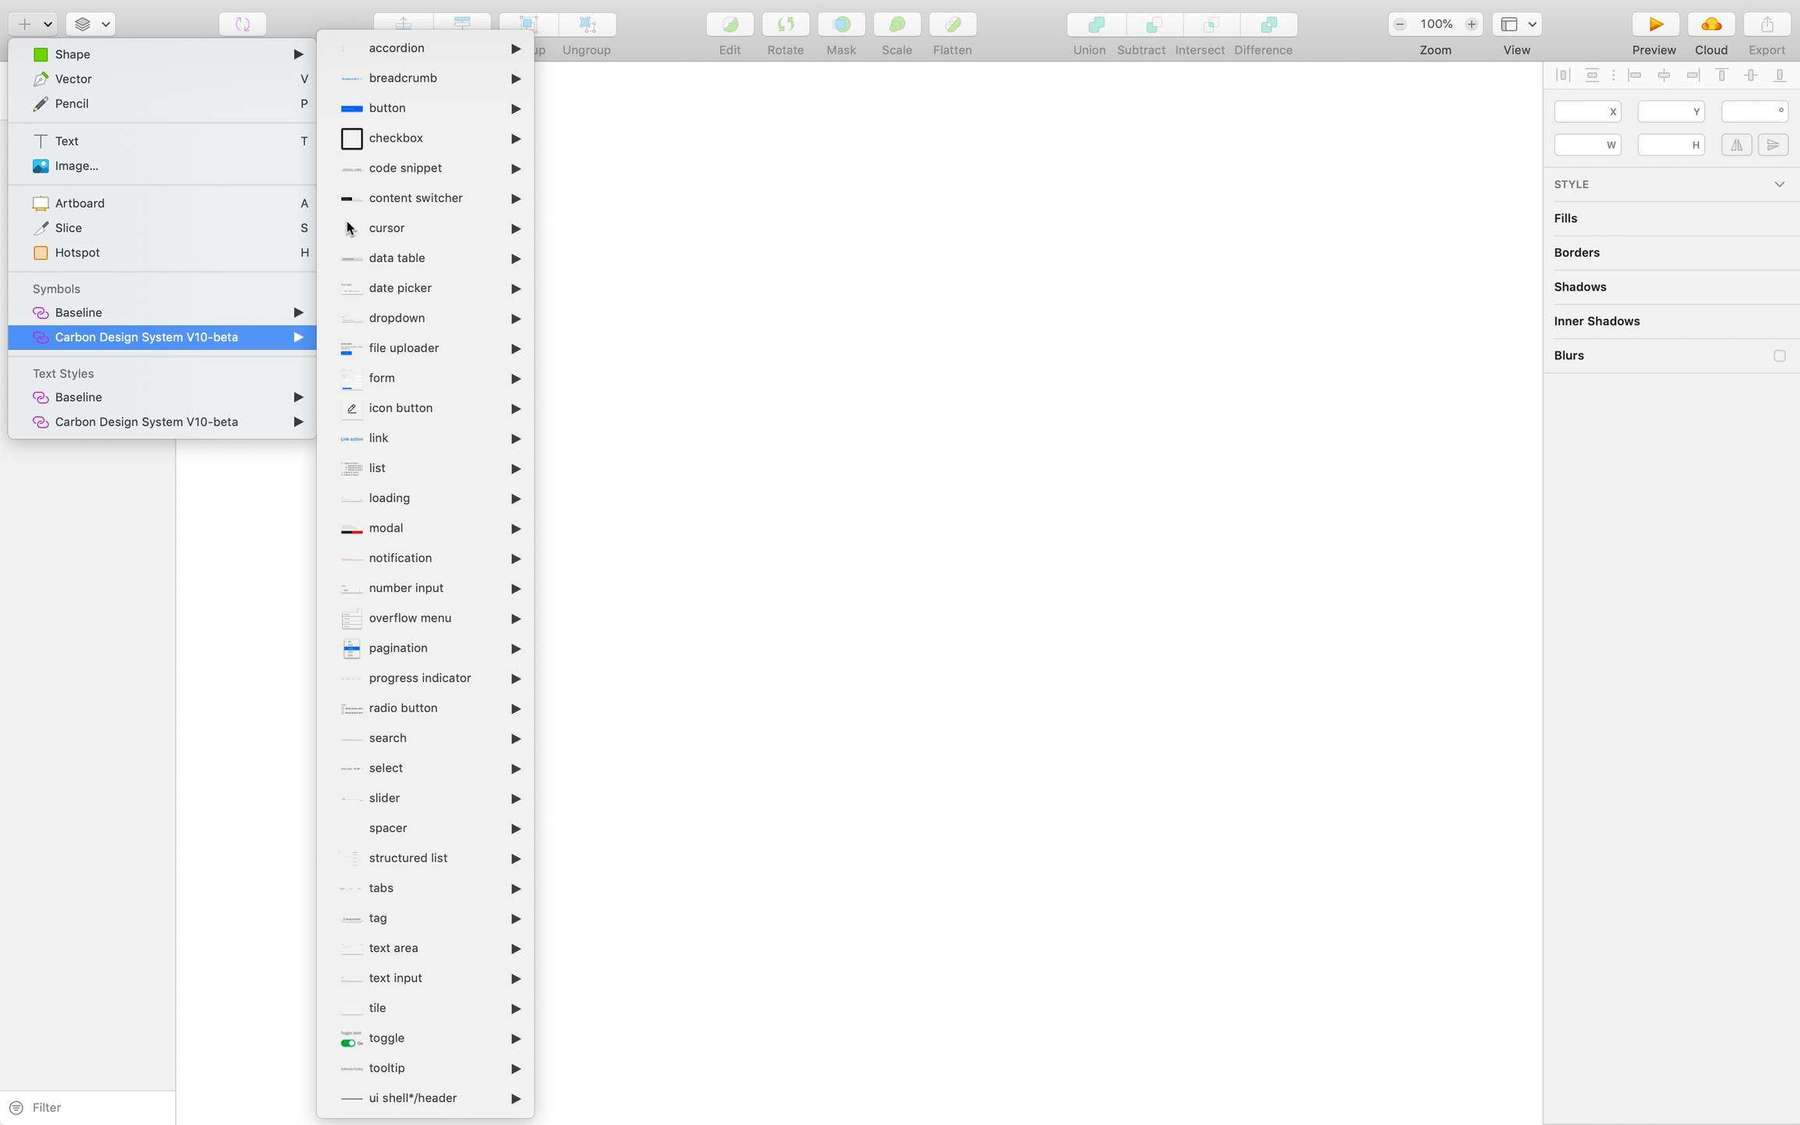 Shape
Vector V
Pencil P
Text T
Image...
Artboard A
Slice S
Hotspot H
Symbols
Baseline
Carbon Design System V10-beta
Text Styles
Baseline
Carbon Design System V10-beta
Filter
accordion
breadcrumb
button
checkbox
code snippet
content switcher
cursor
data table
date picker
dropdown
file uploader
form
icon button
link
list
loading
modal
notification
number input
overflow menu
pagination
progress indicator
radio button
search
select
slider
spacer
structured list
tabs
tag
text area
text input
tile
toggle
tooltip
ui shell*/header
up
Ungroup
Edit
Rotate
Mask
Scale
Flatten
Union
Subtract
Intersect
Difference
100%
Zoom
View
Preview
Cloud
Export
X Y °
W H
STYLE
Fills
Borders
Shadows
Inner Shadows
Blurs